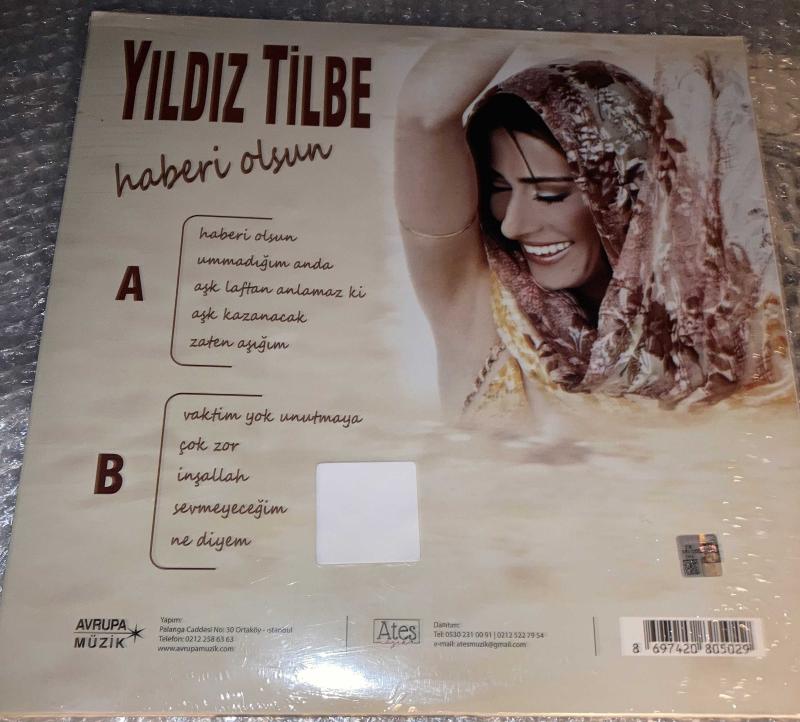 YILDIZ TİLBE
haberi olsun
A
haberi olsun
ummadığım anda
aşk laftan anlamaz ki
aşk kazanacak
zaten aşığım
B
vaktim yok unutmaya
çok zor
inşallah
sevmeyeceğim
ne diyem
AVRUPA
MÜZİK
Yapım:
Palanga Caddesi No: 30 Ortaköy - istanbul
Telefon: 0212 258 63 63
www.avrupamuzik.com
Ateş
Dağıtım:
Tel: 0530 231 00 91 | 0212 522 79 54
e-mail: atesmuzik@gmail.com
8 697420 805029